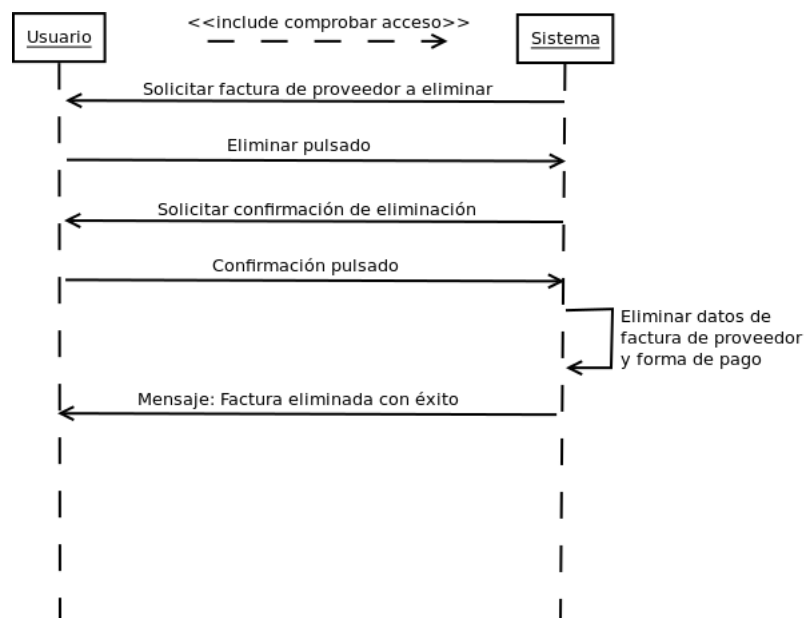 <<include comprobar acceso>>
Usuario
Sistema
Solicitar factura de proveedor a eliminar
Eliminar pulsado
Solicitar confirmación de eliminación
Confirmación pulsado
Eliminar datos de
factura de proveedor
y forma de pago
Mensaje: Factura eliminada con éxito